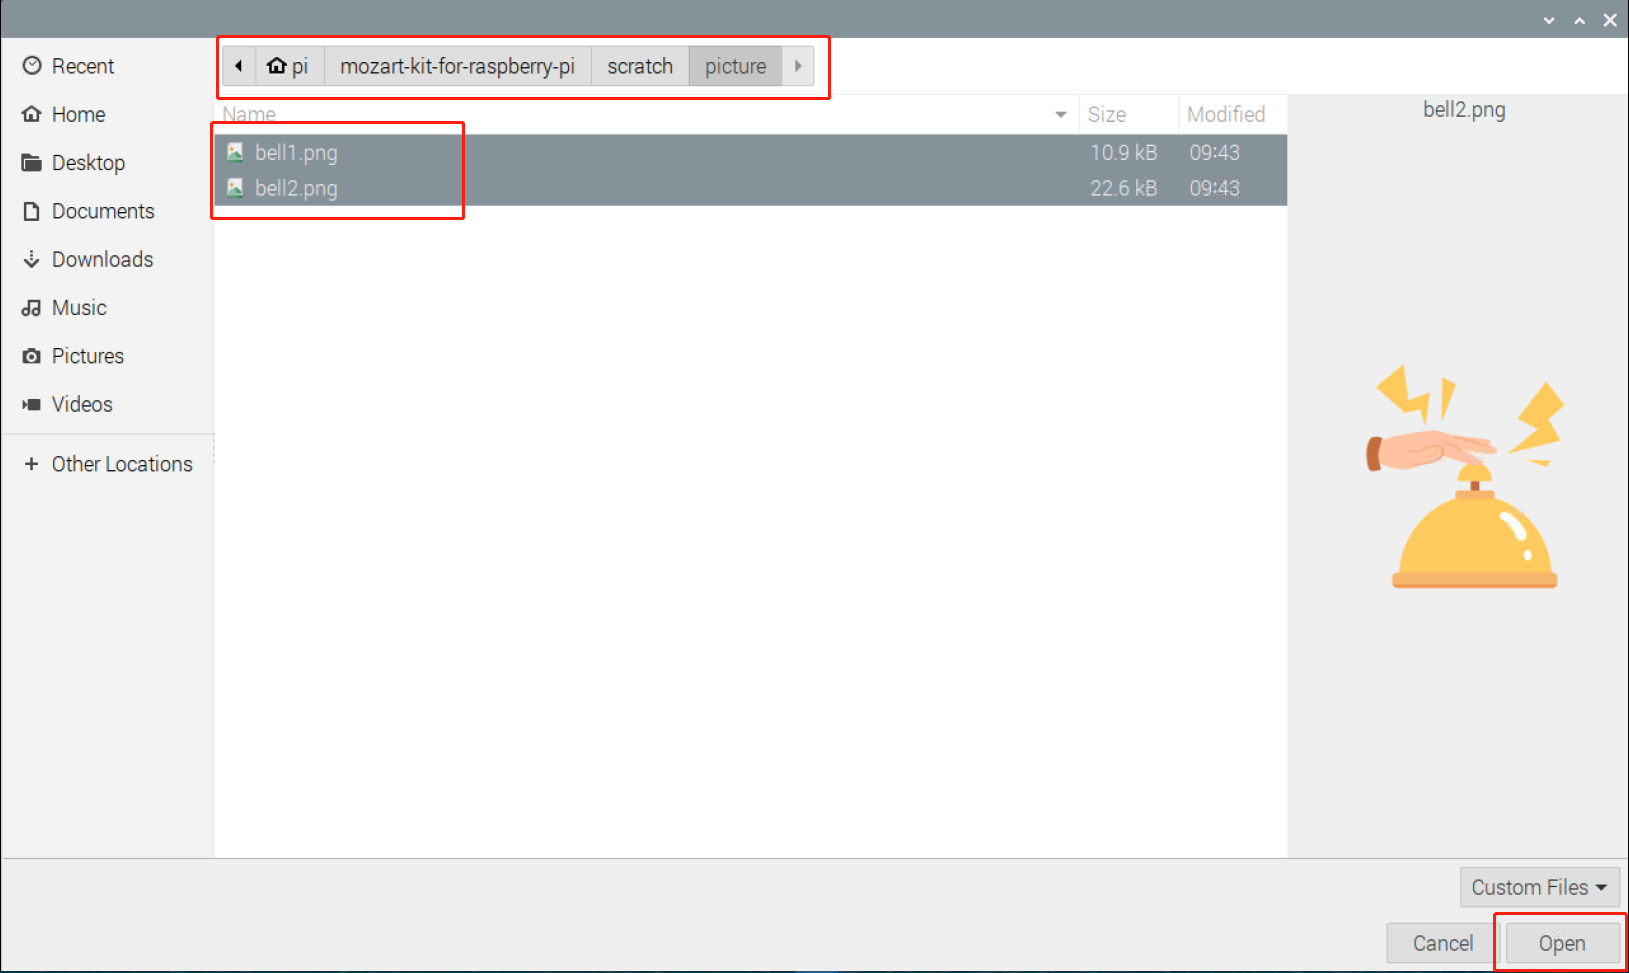 Recent
Home
Desktop
Documents
Downloads
Music
Pictures
Videos
Other Locations
pi mozart-kit-for-raspberry-pi scratch picture
Name Size Modified
bell1.png 10.9 kB 09:43
bell2.png 22.6 kB 09:43
bell2.png
Custom Files
Cancel Open